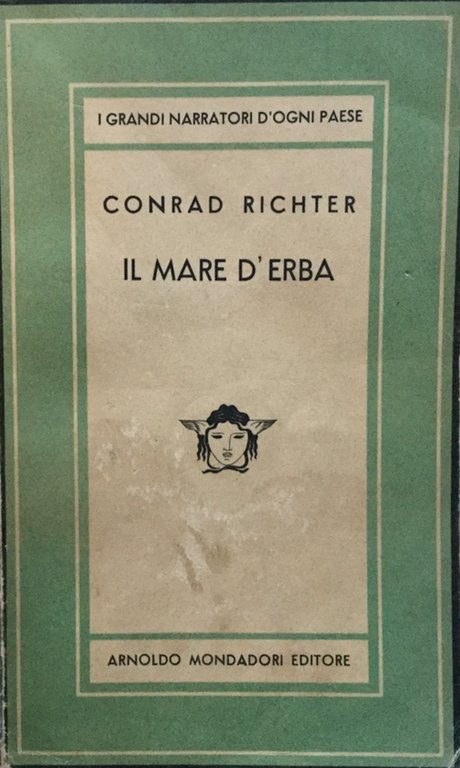 I GRANDI NARRATORI D'OGNI PAESE
CONRAD RICHTER
IL MARE D'ERBA
ARNOLDO MONDADORI EDITORE